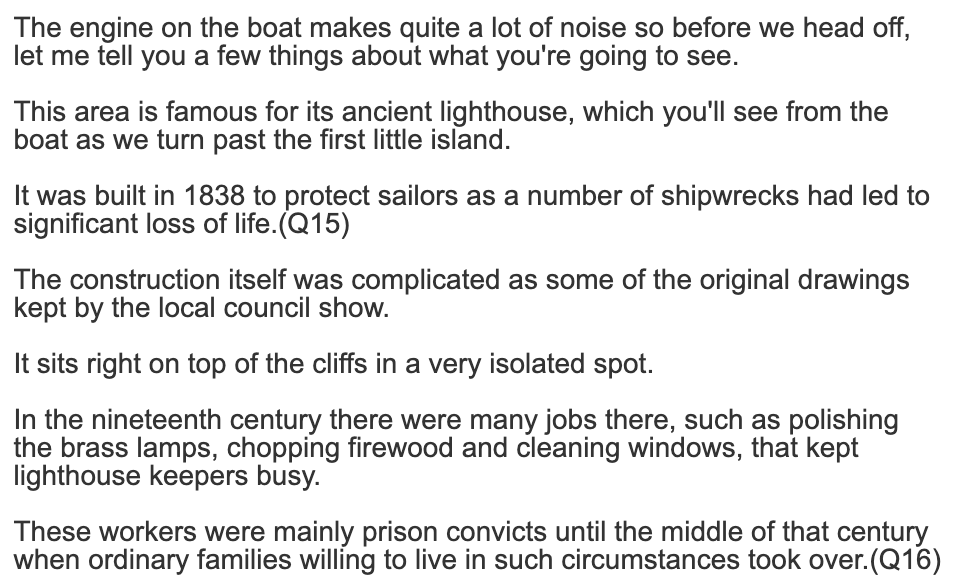 The engine on the boat makes quite a lot of noise so before we head off,
let me tell you a few things about what you're going to see.
This area is famous for its ancient lighthouse, which you'll see from the
boat as we turn past the first little island.
It was built in 1838 to protect sailors as a number of shipwrecks had led to
significant loss of life.(Q15)
The construction itself was complicated as some of the original drawings
kept by the local council show.
It sits right on top of the cliffs in a very isolated spot.
In the nineteenth century there were many jobs there, such as polishing
the brass lamps, chopping firewood and cleaning windows, that kept
lighthouse keepers busy.
These workers were mainly prison convicts until the middle of that century
when ordinary families willing to live in such circumstances took over.(Q16)